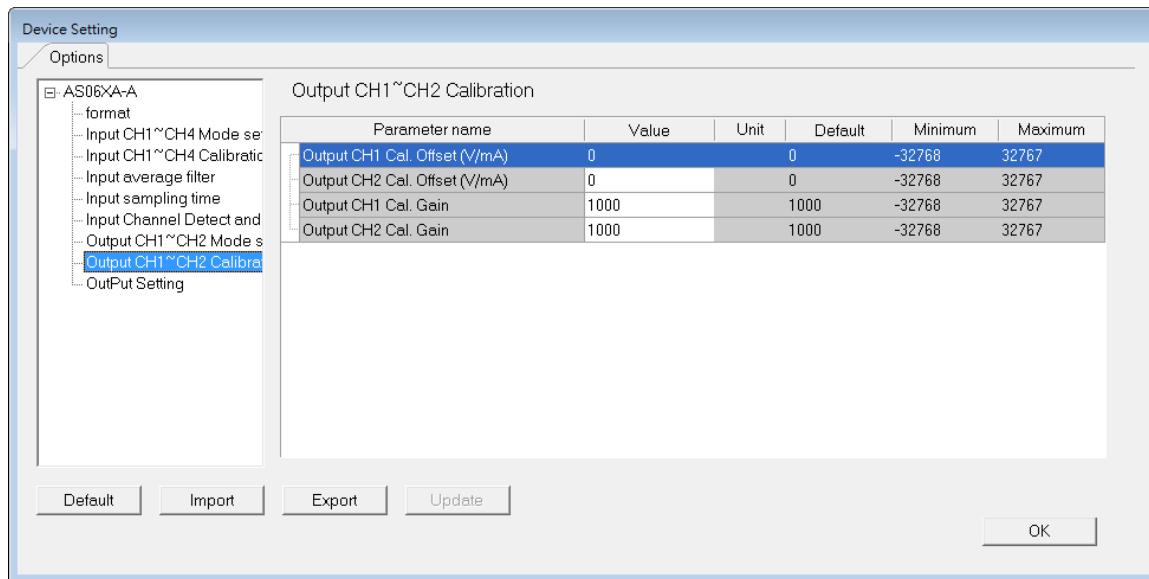 Device Setting
Options
AS06XA-A
format
Input CH1~CH4 Mode se
Input CH1~CH4 Calibratic
Input average filter
Input sampling time
Input Channel Detect and
Output CH1~CH2 Mode s
Output CH1~CH2 Calibra
OutPut Setting
Output CH1~CH2 Calibration
Parameter name Value Unit Default Minimum Maximum
Output CH1 Cal. Offset (V/mA) 0 0 -32768 32767
Output CH2 Cal. Offset (V/mA) 0 0 -32768 32767
Output CH1 Cal. Gain 1000 1000 -32768 32767
Output CH2 Cal. Gain 1000 1000 -32768 32767
Default Import Export Update
OK